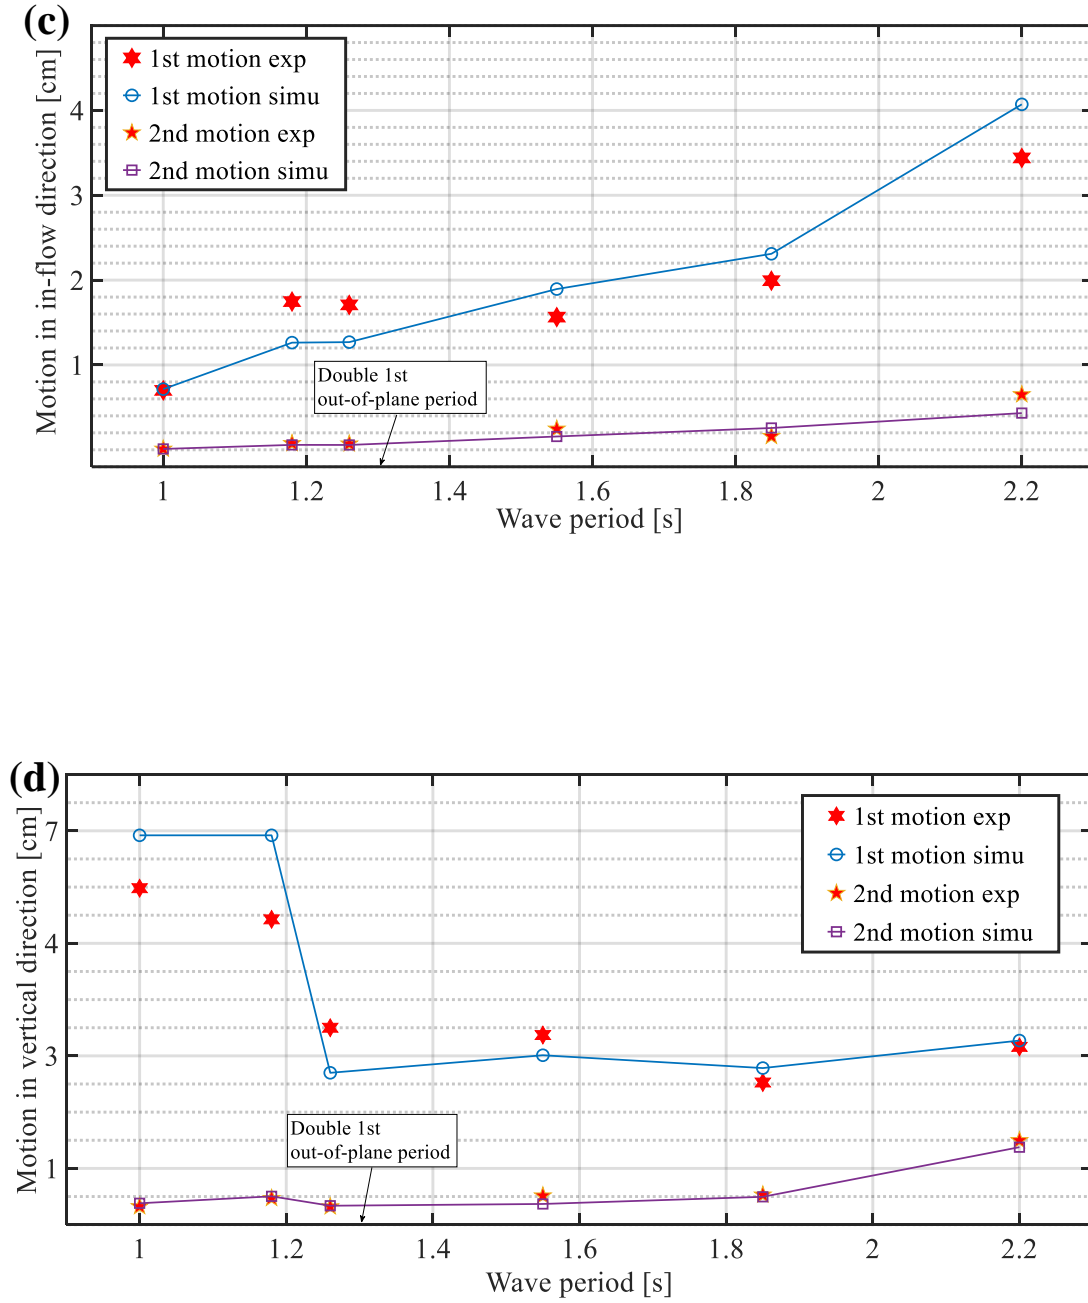 (c)
1st motion exp
1st motion simu
2nd motion exp
2nd motion simu
Motion in in-flow direction [cm]
4
3
2
1
Double 1st
out-of-plane period
1 1.2 1.4 1.6 1.8 2 2.2
Wave period [s]
(d)
1st motion exp
1st motion simu
2nd motion exp
2nd motion simu
Motion in vertical direction [cm]
7
4
3
1
Double 1st
out-of-plane period
1 1.2 1.4 1.6 1.8 2 2.2
Wave period [s]